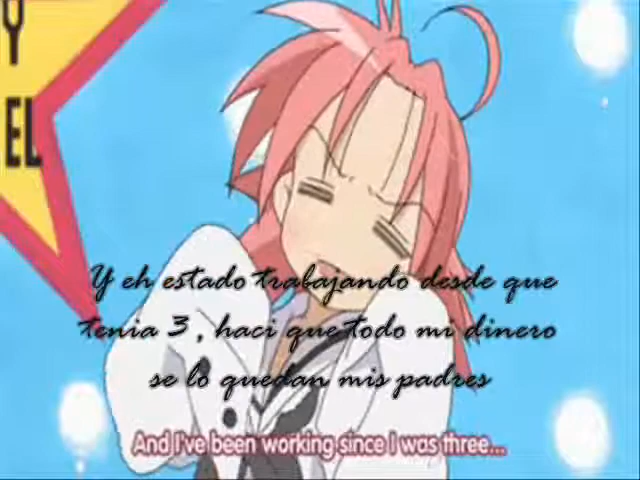 Y
EL
Y eh estado trabajando desde que
tenia 3, haci que todo mi dinero
se lo quedan mis padres
And I've been working since I was three...